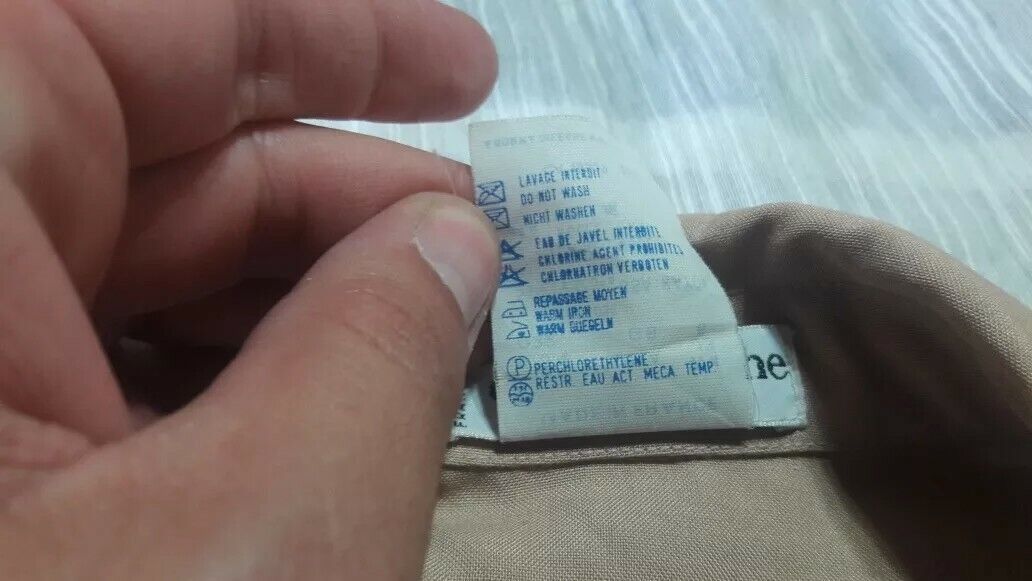 LAVAGE INTERDIT
DO NOT WASH
NICHT WASHEN
EAU DE JAVEL INTERDITE
CHLORINE AGENT PROHIBITED
CHLORNATRON VERBOTEN
REPASSAGE MOYEN
WARM IRON
WARM BUEGELN
P PERCHLORETHYLENE
RESTR. EAU ACT MECA TEMP.
ne
FRA